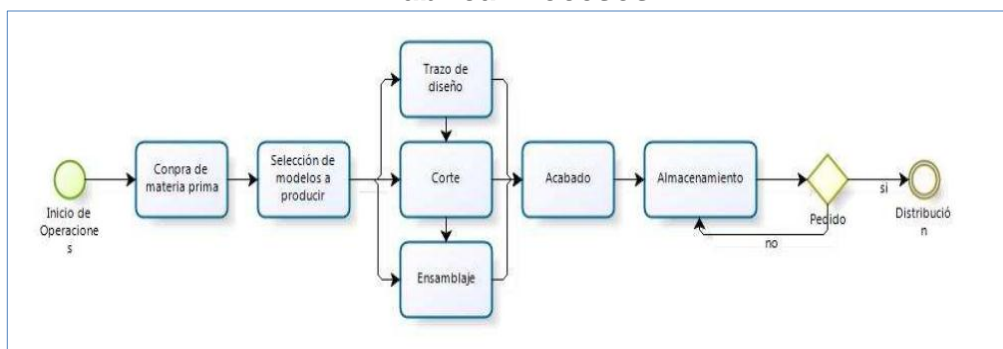 Inicio de
Operacione
s
Conpra de
materia prima
Selección de
modelos a
producir
Trazo de
diseño
Corte
Ensamblaje
Acabado
Almacenamiento
Pedido
si
no
Distribució
n